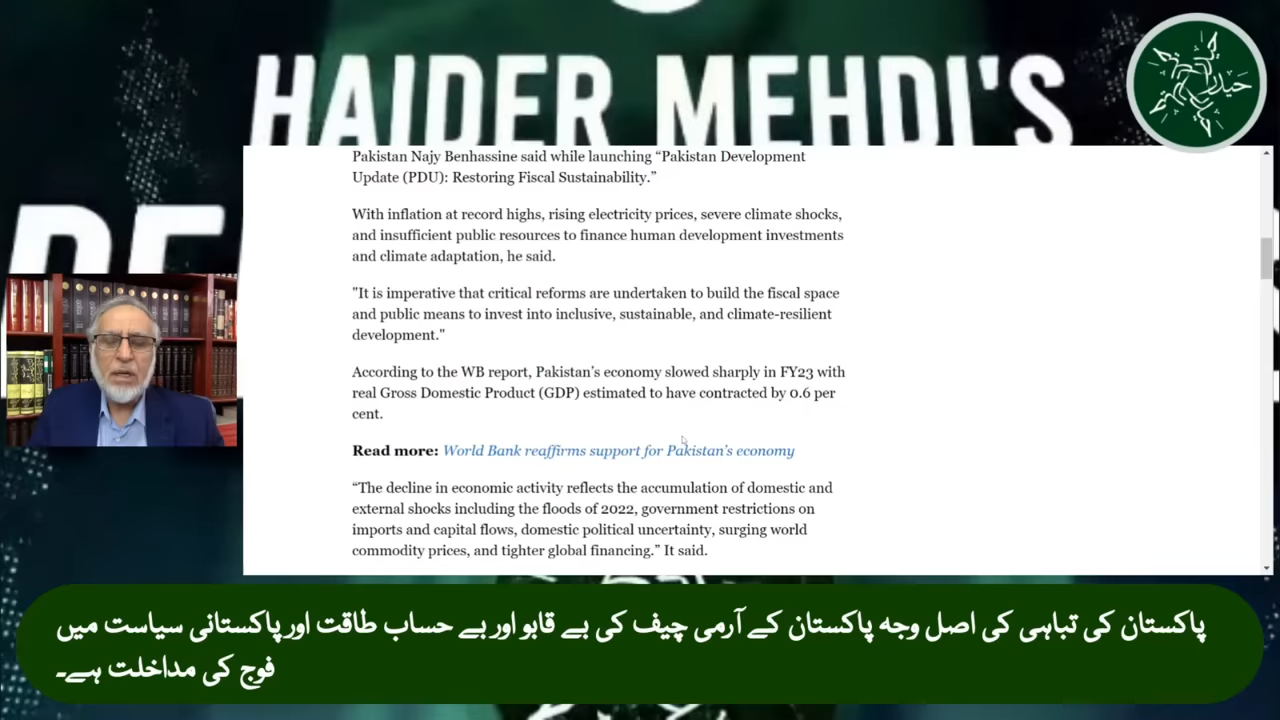 HAIDER MEHDI'S
Pakistan Najy Benhassine said while launching “Pakistan Development
Update (PDU): Restoring Fiscal Sustainability.”
With inflation at record highs, rising electricity prices, severe climate shocks,
and insufficient public resources to finance human development investments
and climate adaptation, he said.
"It is imperative that critical reforms are undertaken to build the fiscal space
and public means to invest into inclusive, sustainable, and climate-resilient
development."
According to the WB report, Pakistan’s economy slowed sharply in FY23 with
real Gross Domestic Product (GDP) estimated to have contracted by 0.6 per
cent.
Read more: World Bank reaffirms support for Pakistan’s economy
“The decline in economic activity reflects the accumulation of domestic and
external shocks including the floods of 2022, government restrictions on
imports and capital flows, domestic political uncertainty, surging world
commodity prices, and tighter global financing.” It said.
پاکستان کی تباہی کی اصل وجہ پاکستان کے آرمی چیف کی بے قابو اور بے حساب طاقت اور پاکستانی سیاست میں
فوج کی مداخلت ہے۔